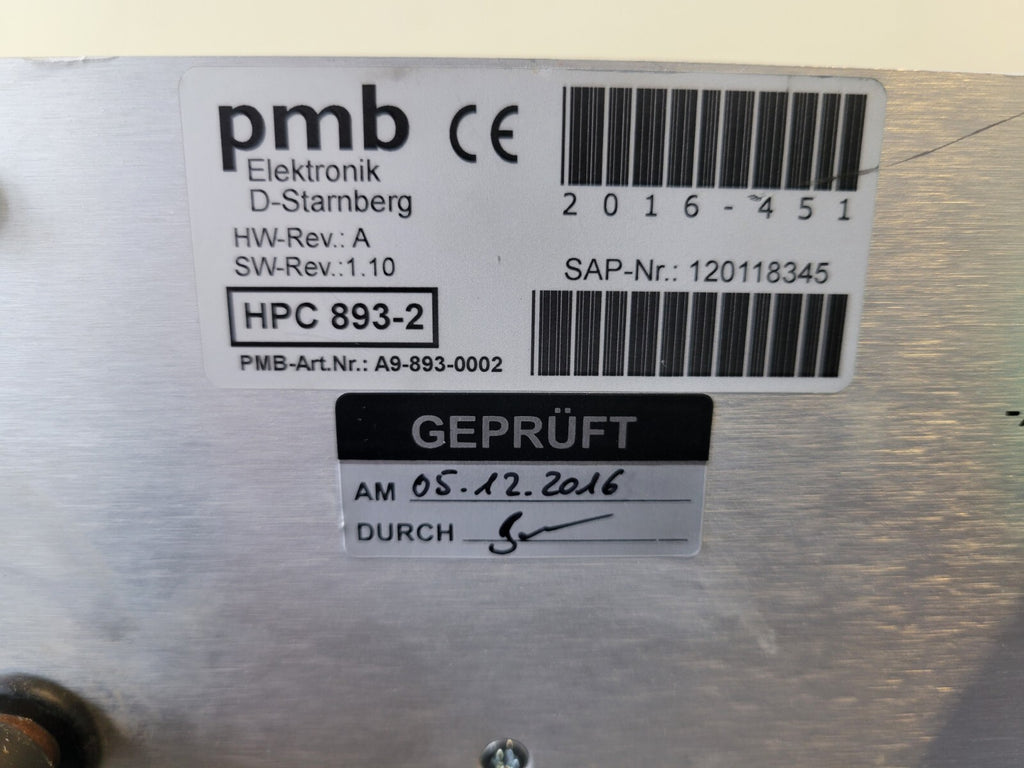 pmb CE
Elektronik
D-Starnberg
2016-451
HW-Rev.: A
SW-Rev.:1.10
SAP-Nr.: 120118345
HPC 893-2
PMB-Art.Nr.: A9-893-0002
GEPRÜFT
AM 05.12.2016
DURCH